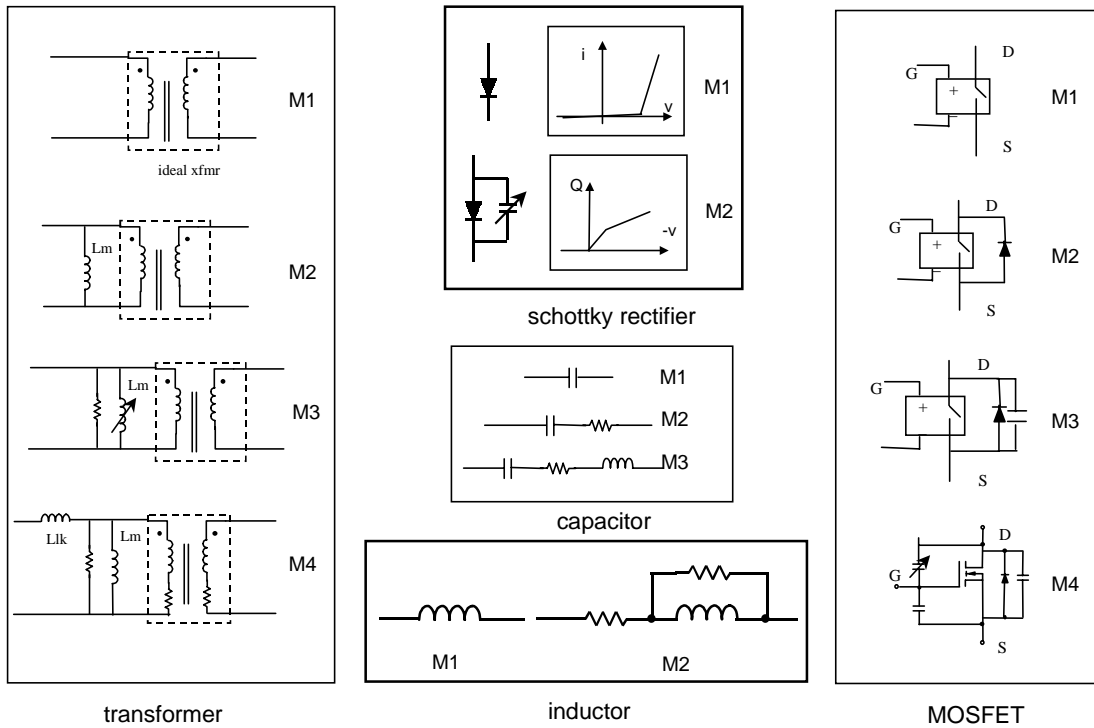 M1
ideal xfmr
Lm
M2
Lm
M3
Llk
Lm
M4
transformer
i
v
M1
Q
-v
M2
schottky rectifier
M1
M2
M3
capacitor
M1
M2
inductor
D
G
+
–
S
M1
D
G
+
–
S
M2
D
G
+
S
M3
D
G
S
M4
MOSFET